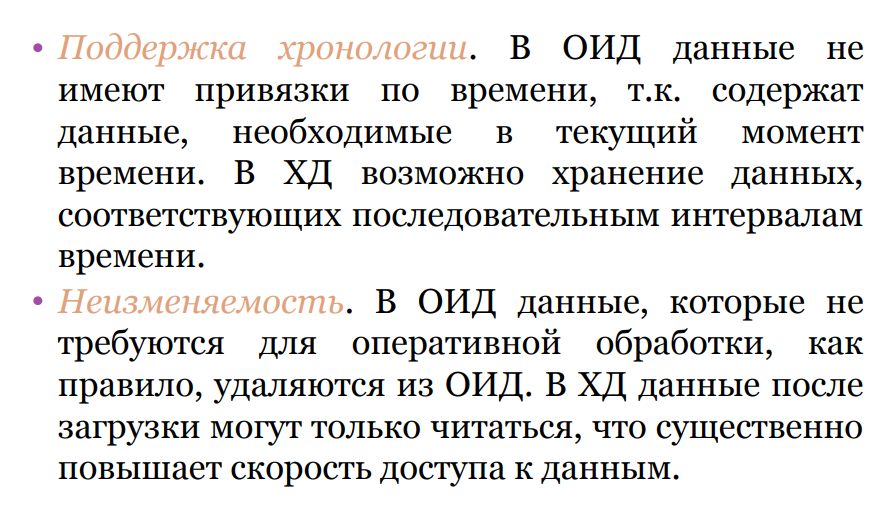 • Поддержка хронологии. В ОИД данные не
имеют привязки по времени, т.к. содержат
данные, необходимые в текущий момент
времени. В ХД возможно хранение данных,
соответствующих последовательным интервалам
времени.
• Неизменяемость. В ОИД данные, которые не
требуются для оперативной обработки, как
правило, удаляются из ОИД. В ХД данные после
загрузки могут только читаться, что существенно
повышает скорость доступа к данным.